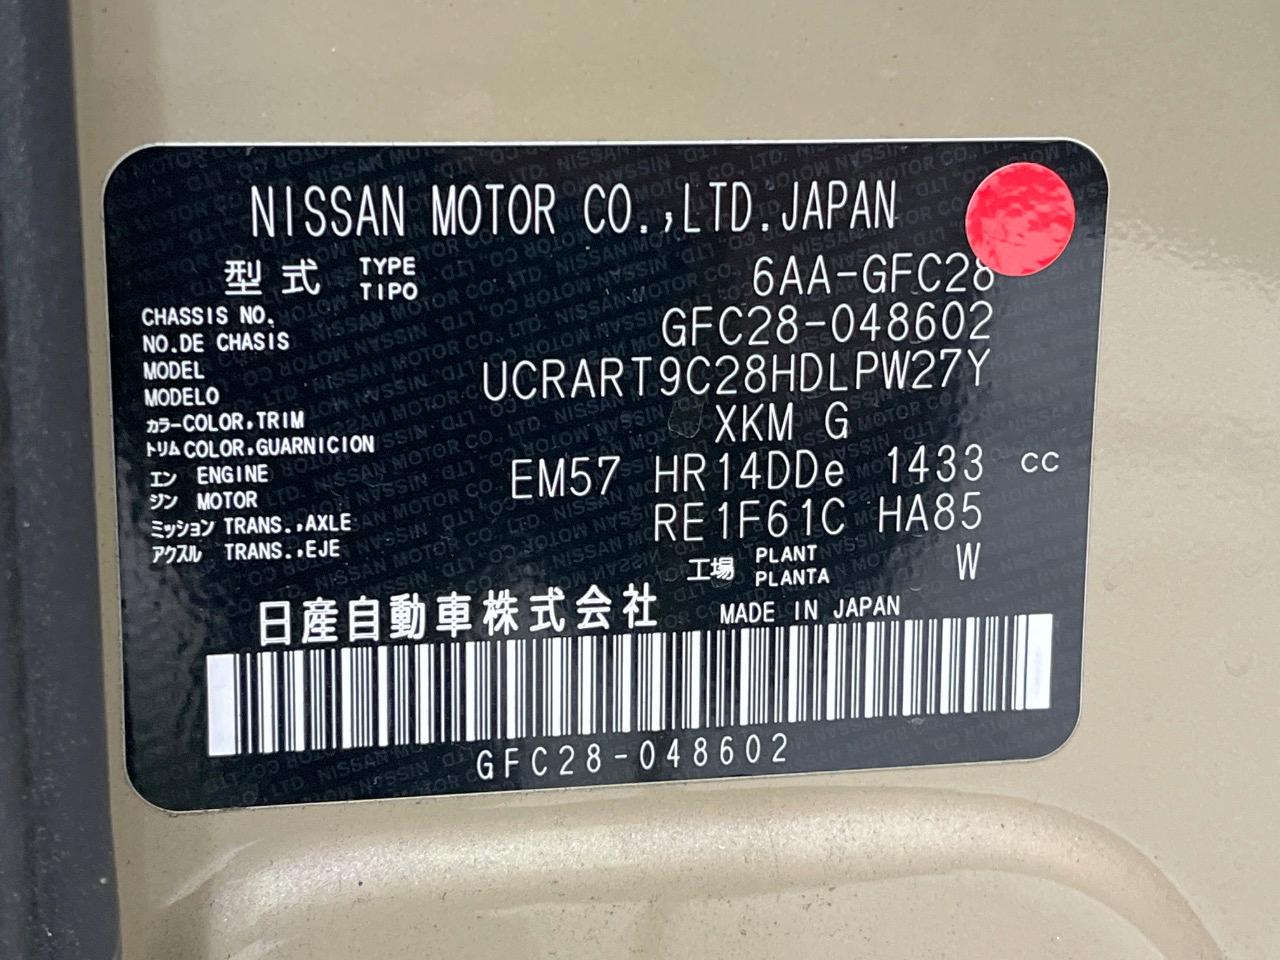 NISSAN MOTOR CO.,LTD.JAPAN
型式 TYPE TIPO 6AA-GFC28
CHASSIS NO. NO.DE CHASIS GFC28-048602
MODEL MODELO UCRART9C28HDLPW27Y
カラー COLOR,TRIM トリム COLOR,GUARNICION XKM G
エンジン ENGINE MOTOR EM57 HR14DDe 1433 cc
ミッション TRANS.,AXLE アクスル TRANS.,EJE RE1F61C HA85
工場 PLANT PLANTA W
日産自動車株式会社 MADE IN JAPAN
GFC28-048602